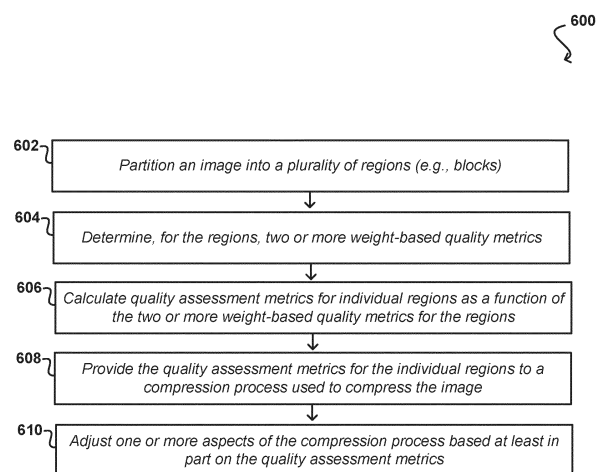 600
602
Partition an image into a plurality of regions (e.g., blocks)
604
Determine, for the regions, two or more weight-based quality metrics
606
Calculate quality assessment metrics for individual regions as a function of
the two or more weight-based quality metrics for the regions
608
Provide the quality assessment metrics for the individual regions to a
compression process used to compress the image
610
Adjust one or more aspects of the compression process based at least in
part on the quality assessment metrics